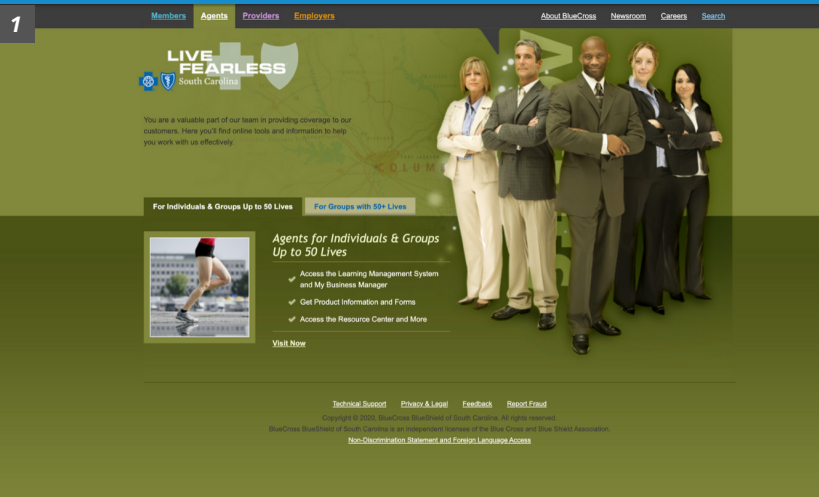 1
Members Agents Providers Employers
About BlueCross Newsroom Careers Search
LIVE
FEARLESS
South Carolina
You are a valuable part of our team in providing coverage to our
customers. Here you'll find online tools and information to help
you work with us effectively.
COLUM
For Individuals & Groups Up to 50 Lives
For Groups with 50+ Lives
Agents for Individuals & Groups
Up to 50 Lives
Access the Learning Management System
and My Business Manager
Get Product Information and Forms
Access the Resource Center and More
Visit Now
Technical Support Privacy & Legal Feedback Report Fraud
Copyright © 2020, BlueCross BlueShield of South Carolina. All rights reserved.
BlueCross BlueShield of South Carolina is an independent licensee of the Blue Cross and Blue Shield Association.
Non-Discrimination Statement and Foreign Language Access